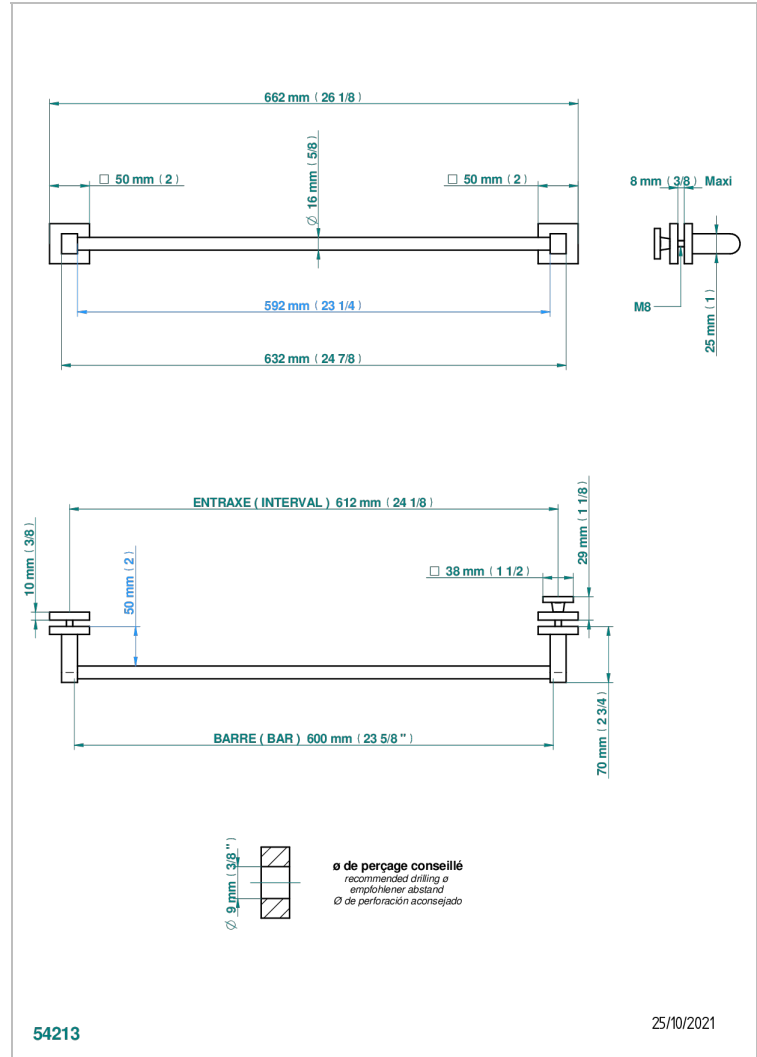 662 mm ( 26 1/8 )
□ 50 mm ( 2 )
Ø 16 mm ( 5/8 )
□ 50 mm ( 2 )
8 mm ( 3/8 ) Maxi
592 mm ( 23 1/4 )
M8
25 mm ( 1 )
632 mm ( 24 7/8 )
ENTRAXE ( INTERVAL ) 612 mm ( 24 1/8 )
10 mm ( 3/8 )
50 mm ( 2 )
□ 38 mm ( 1 1/2 )
29 mm ( 1 1/8 )
70 mm ( 2 3/4 )
BARRE ( BAR ) 600 mm ( 23 5/8 " )
Ø 9 mm ( 3/8 " )
ø de perçage conseillé
recommended drilling ø
empfohlener abstand
Ø de perforación aconsejado
54213
25/10/2021